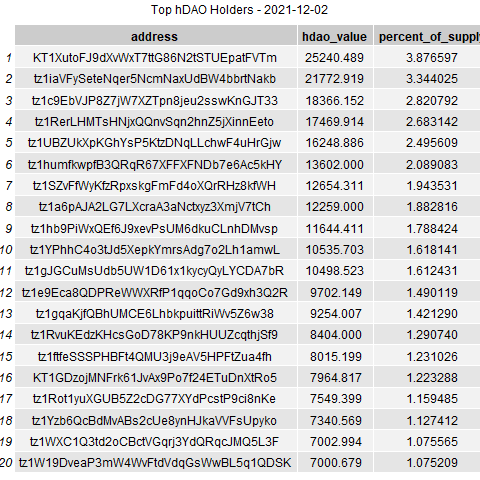 Top hDAO Holders - 2021-12-02
address hdao_value percent_of_supply
1 KT1XutoFJ9dXvWxT7ttG86N2tSTUEpatFVTm 25240.489 3.876597
2 tz1iaVFySeteNqer5NcmNaxUdBW4bbrtNakb 21772.919 3.344025
3 tz1c9EbVJP8Z7jW7XZTpn8jeu2sswKnGJT33 18366.152 2.820792
4 tz1RerLHMTsHNjxQQnvSqn2hnZ5jXinnEeto 17469.914 2.683142
5 tz1UBZUkXpKGhYsP5KtzDNqLLchwF4uHrGjw 16248.886 2.495609
6 tz1humfkwpfB3QRqR67XFFXFNDb7e6Ac5kHY 13602.000 2.089083
7 tz1SZvFfWyKfzRpxskgFmFd4oXQrRHz8kfWH 12654.311 1.943531
8 tz1a6pAJA2LG7LXcraA3aNctxyz3XmjV7tCh 12259.000 1.882816
9 tz1hb9PiWxQEf6J9xevPsUM6dkuCLnhDMvsp 11644.411 1.788424
10 tz1YPhhC4o3tJd5XepkYmrsAdg7o2Lh1amwL 10535.703 1.618141
11 tz1gJGCuMsUdb5UW1D61x1kycyQyLYCDA7bR 10498.523 1.612431
12 tz1e9Eca8QDPReWWXRfP1qqoCo7Gd9xh3Q2R 9702.149 1.490119
13 tz1gqaKjfQBhUMCE6LhbkpuittRiWv5Z6w38 9254.007 1.421290
14 tz1RvuKEdzKHcsGoD78KP9nkHUUZcqthjSf9 8404.000 1.290740
15 tz1ftfeSSSPHBFt4QMU3j9eAV5HPFtZua4fh 8015.199 1.231026
16 KT1GDzojMNFrk61JvAx9Po7f24ETuDnXtRo5 7964.817 1.223288
17 tz1Rot1yuXGUB5Z2cDG77XYdPcstP9ci8nKe 7549.399 1.159485
18 tz1Yzb6QcBdMvABs2cUe8ynHJkaVVFsUpyko 7340.569 1.127412
19 tz1WXC1Q3td2oCBctVGqrj3YdQRqcJMQ5L3F 7002.994 1.075565
20 tz1W19DveaP3mW4WvFtdVdqGsWwBL5q1QDSK 7000.679 1.075209